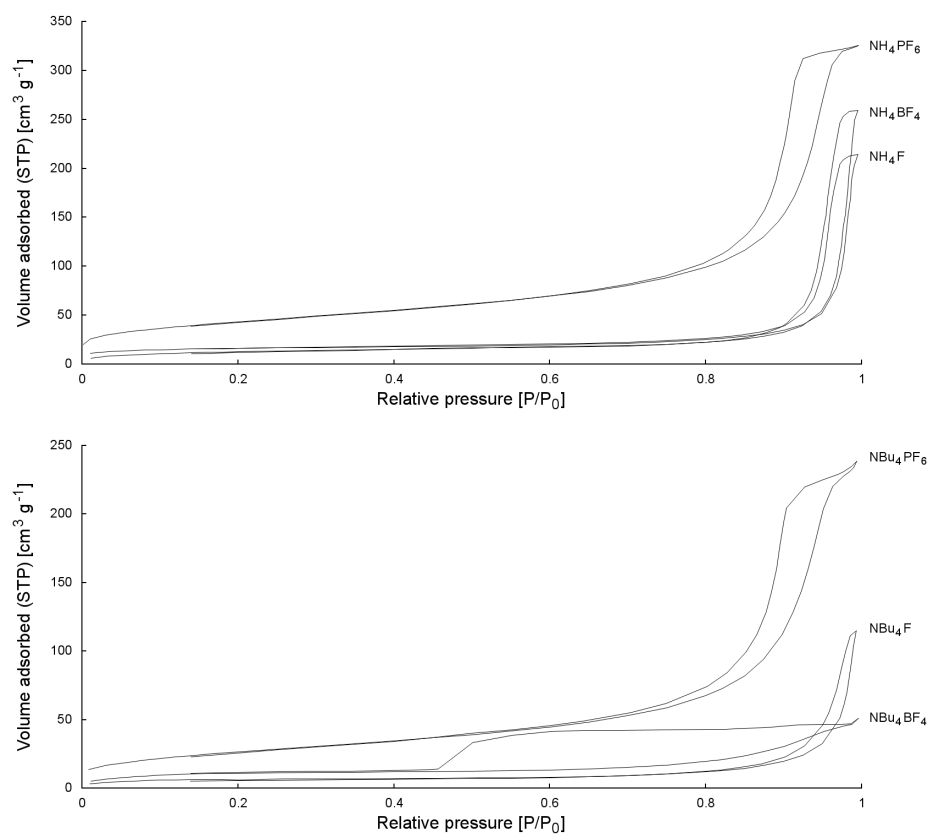 350
300
250
200
150
100
50
0
Volume adsorbed (STP) [cm³ g⁻¹]
NH₄PF₆
NH₄BF₄
NH₄F
0 0.2 0.4 0.6 0.8 1
Relative pressure [P/P₀]
250
200
150
100
50
0
Volume adsorbed (STP) [cm³ g⁻¹]
NBu₄PF₆
NBu₄F
NBu₄BF₄
0 0.2 0.4 0.6 0.8 1
Relative pressure [P/P₀]